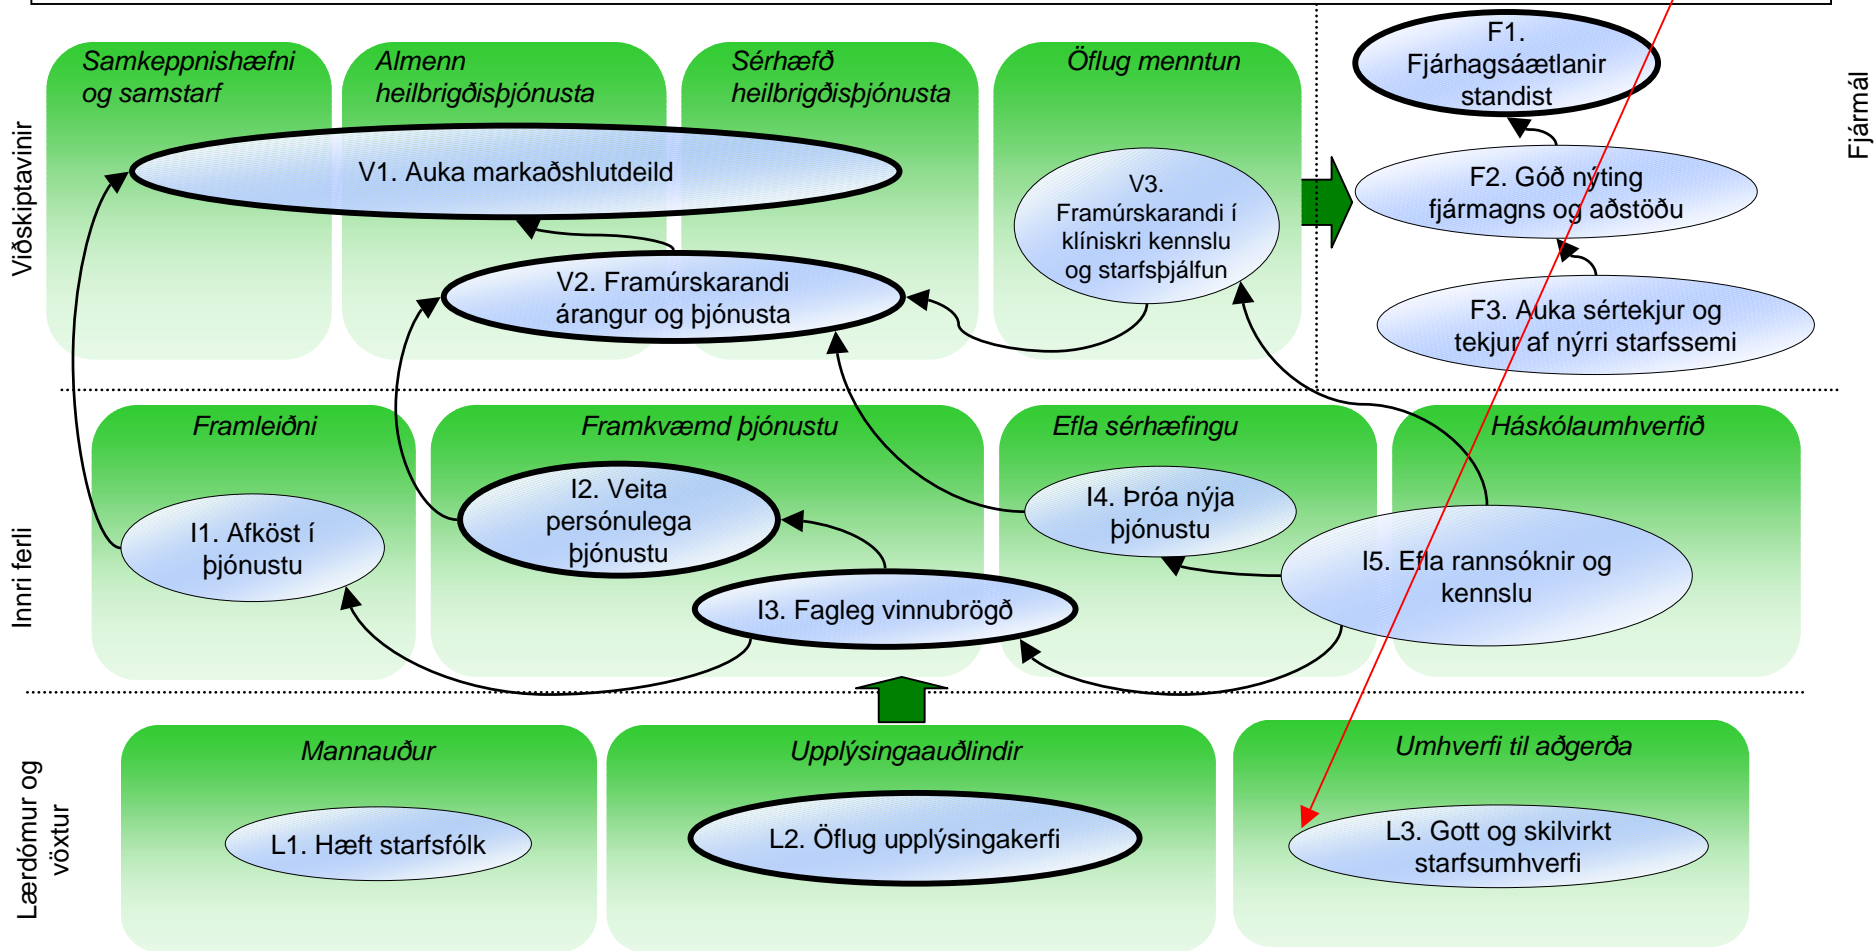 Viðskiptavinir
Samkeppnishæfni
og samstarf
Almenn
heilbrigðisþjónusta
Sérhæfð
heilbrigðisþjónusta
Öflug menntun
V1. Auka markaðshlutdeild
V2. Framúrskarandi
árangur og þjónusta
V3.
Framúrskarandi í
klíniskri kennslu
og starfsþjálfun
Fjármál
F1.
Fjárhagsáætlanir
standist
F2. Góð nýting
fjármagns og aðstöðu
F3. Auka sértekjur og
tekjur af nýrri starfssemi
Innri ferli
Framleiðni
Framkvæmd þjónustu
Efla sérhæfingu
Háskólaumhverfið
I1. Afköst í
þjónustu
I2. Veita
persónulega
þjónustu
I3. Fagleg vinnubrögð
I4. Þróa nýja
þjónustu
I5. Efla rannsóknir og
kennslu
Lærdómur og
vöxtur
Mannauður
Upplýsingaauðlindir
Umhverfi til aðgerða
L1. Hæft starfsfólk
L2. Öflug upplýsingakerfi
L3. Gott og skilvirkt
starfsumhverfi